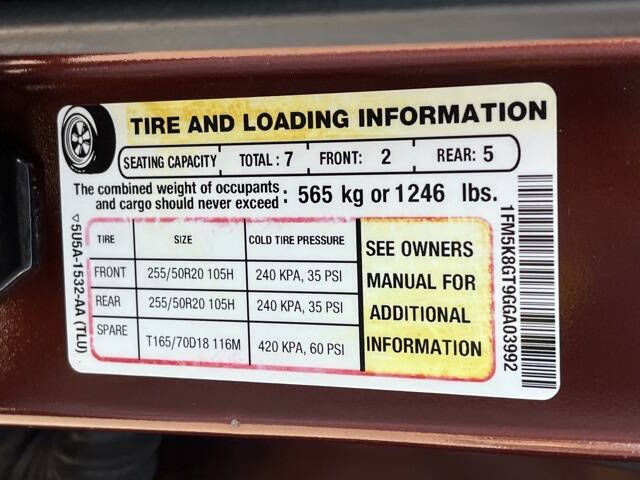 TIRE AND LOADING INFORMATION
SEATING CAPACITY TOTAL : 7 FRONT: 2 REAR: 5
The combined weight of occupants
and cargo should never exceed : 565 kg or 1246 lbs.
TIRE SIZE COLD TIRE PRESSURE
FRONT 255/50R20 105H 240 KPA, 35 PSI
REAR 255/50R20 105H 240 KPA, 35 PSI
SPARE T165/70D18 116M 420 KPA, 60 PSI
SEE OWNERS
MANUAL FOR
ADDITIONAL
INFORMATION
5U5A-1532-AA (TLU)
1FM5K8GT9GGA03992